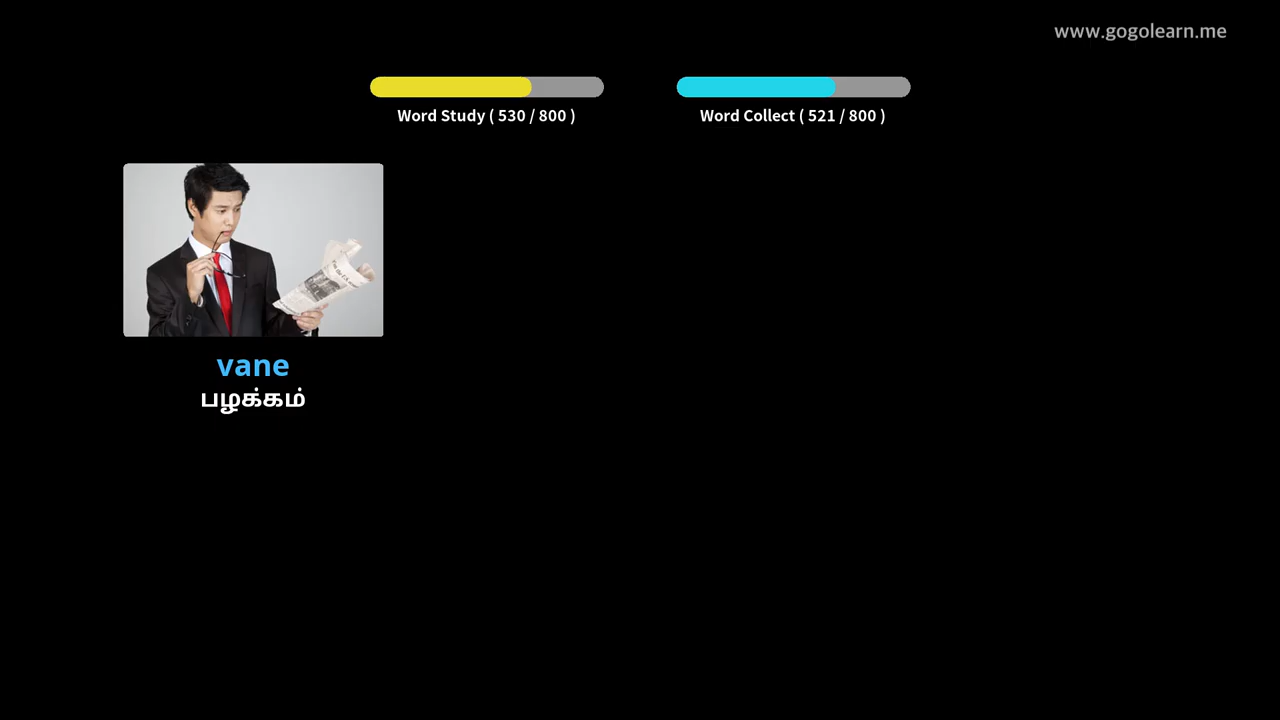 www.gogolearn.me
Word Study ( 530 / 800 )
Word Collect ( 521 / 800 )
vane
பழக்கம்